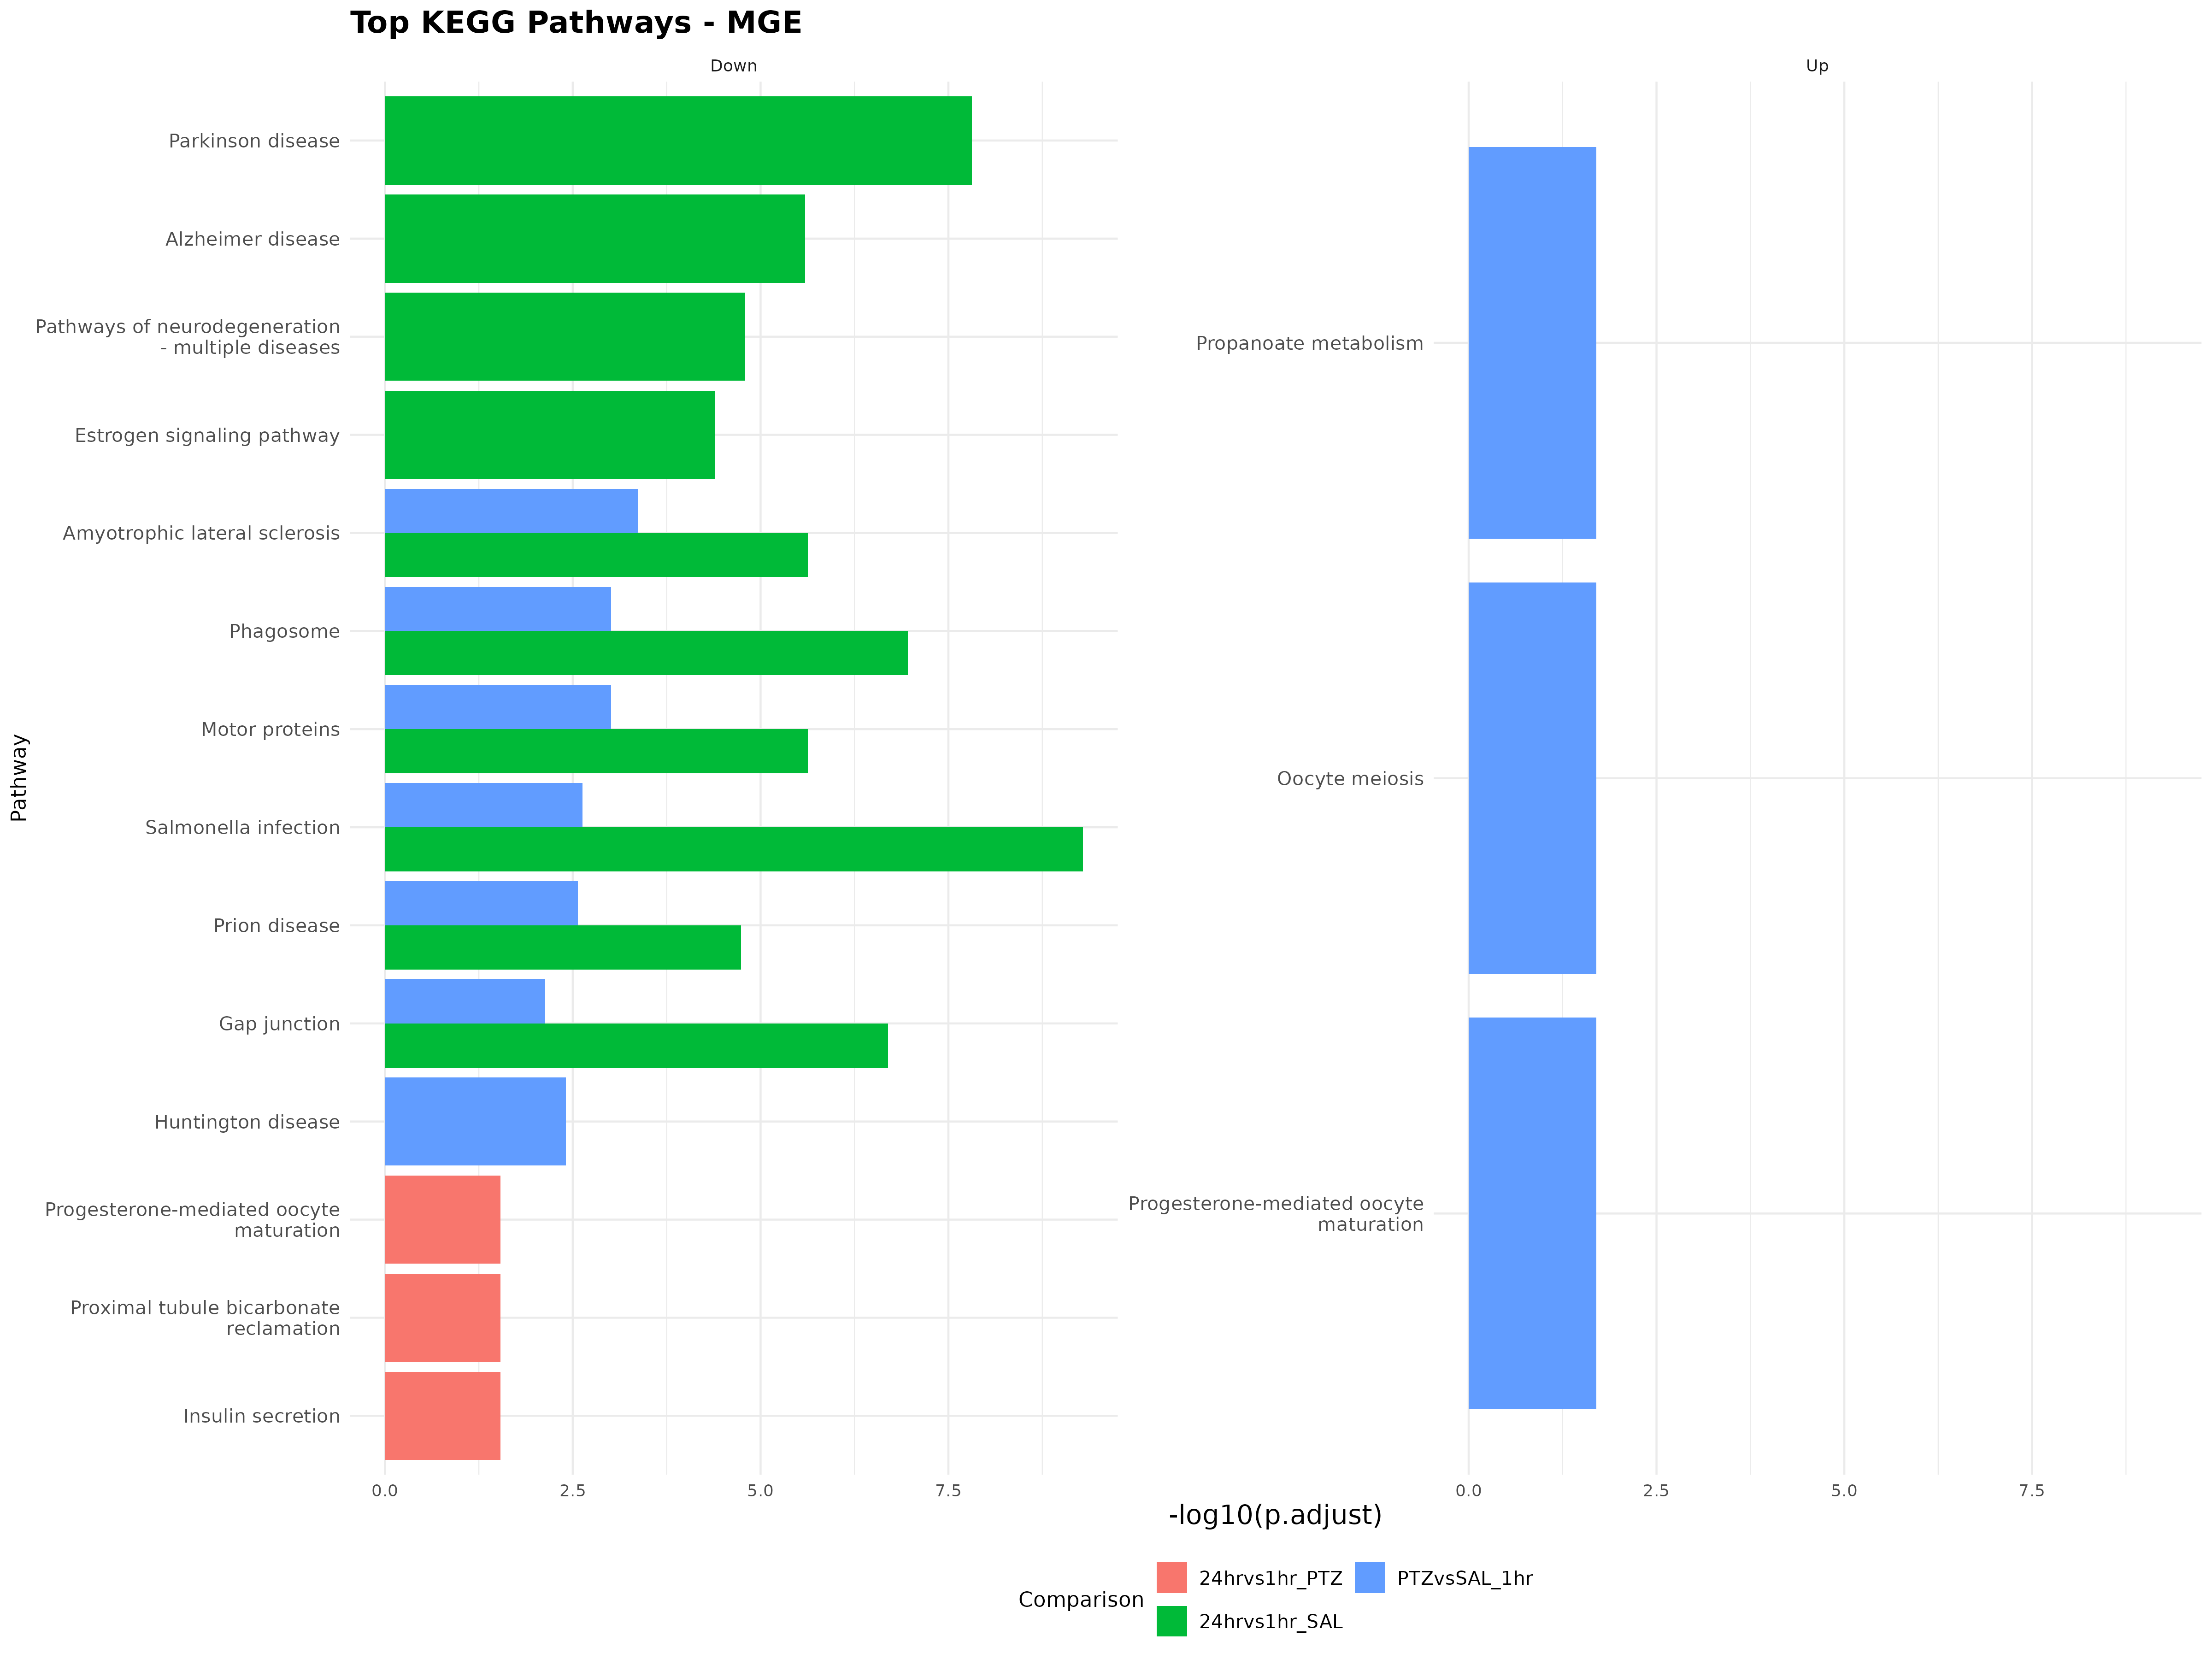 Top KEGG Pathways - MGE
Down
Up
Pathway
Parkinson disease
Alzheimer disease
Pathways of neurodegeneration
- multiple diseases
Estrogen signaling pathway
Amyotrophic lateral sclerosis
Phagosome
Motor proteins
Salmonella infection
Prion disease
Gap junction
Huntington disease
Progesterone-mediated oocyte
maturation
Proximal tubule bicarbonate
reclamation
Insulin secretion
0.0 2.5 5.0 7.5
Propanoate metabolism
Oocyte meiosis
Progesterone-mediated oocyte
maturation
0.0 2.5 5.0 7.5
-log10(p.adjust)
Comparison
24hrvs1hr_PTZ
PTZvsSAL_1hr
24hrvs1hr_SAL